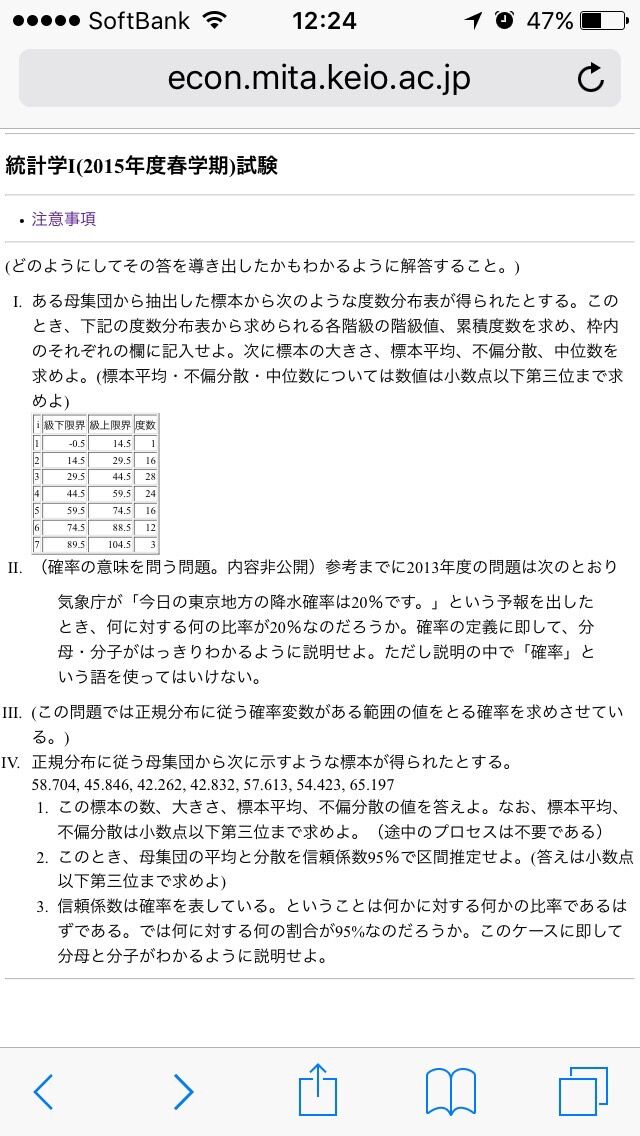 ●●●●● SoftBank 12:24 47%
econ.mita.keio.ac.jp
統計学I(2015年度春学期)試験
• 注意事項
(どのようにしてその答を導き出したかもわかるように解答すること。)
I. ある母集団から抽出した標本から次のような度数分布表が得られたとする。この
とき、下記の度数分布表から求められる各階級の階級値、累積度数を求め、枠内
のそれぞれの欄に記入せよ。次に標本の大きさ、標本平均、不偏分散、中位数を
求めよ。(標本平均・不偏分散・中位数については数値は小数点以下第三位まで求
めよ)
i 級下限界 級上限界 度数
1 -0.5 14.5 1
2 14.5 29.5 16
3 29.5 44.5 28
4 44.5 59.5 24
5 59.5 74.5 16
6 74.5 88.5 12
7 89.5 104.5 3
II. （確率の意味を問う問題。内容非公開）参考までに2013年度の問題は次のとおり
気象庁が「今日の東京地方の降水確率は20％です。」という予報を出した
とき、何に対する何の比率が20％なのだろうか。確率の定義に即して、分
母・分子がはっきりわかるように説明せよ。ただし説明の中で「確率」と
いう語を使ってはいけない。
III. (この問題では正規分布に従う確率変数がある範囲の値をとる確率を求めさせてい
る。)
IV. 正規分布に従う母集団から次に示すような標本が得られたとする。
58.704, 45.846, 42.262, 42.832, 57.613, 54.423, 65.197
1. この標本の数、大きさ、標本平均、不偏分散の値を答えよ。なお、標本平均、
不偏分散は小数点以下第三位まで求めよ。（途中のプロセスは不要である）
2. このとき、母集団の平均と分散を信頼係数95％で区間推定せよ。(答えは小数点
以下第三位まで求めよ)
3. 信頼係数は確率を表している。ということは何かに対する何かの比率であるは
ずである。では何に対する何の割合が95%なのだろうか。このケースに即して
分母と分子がわかるように説明せよ。